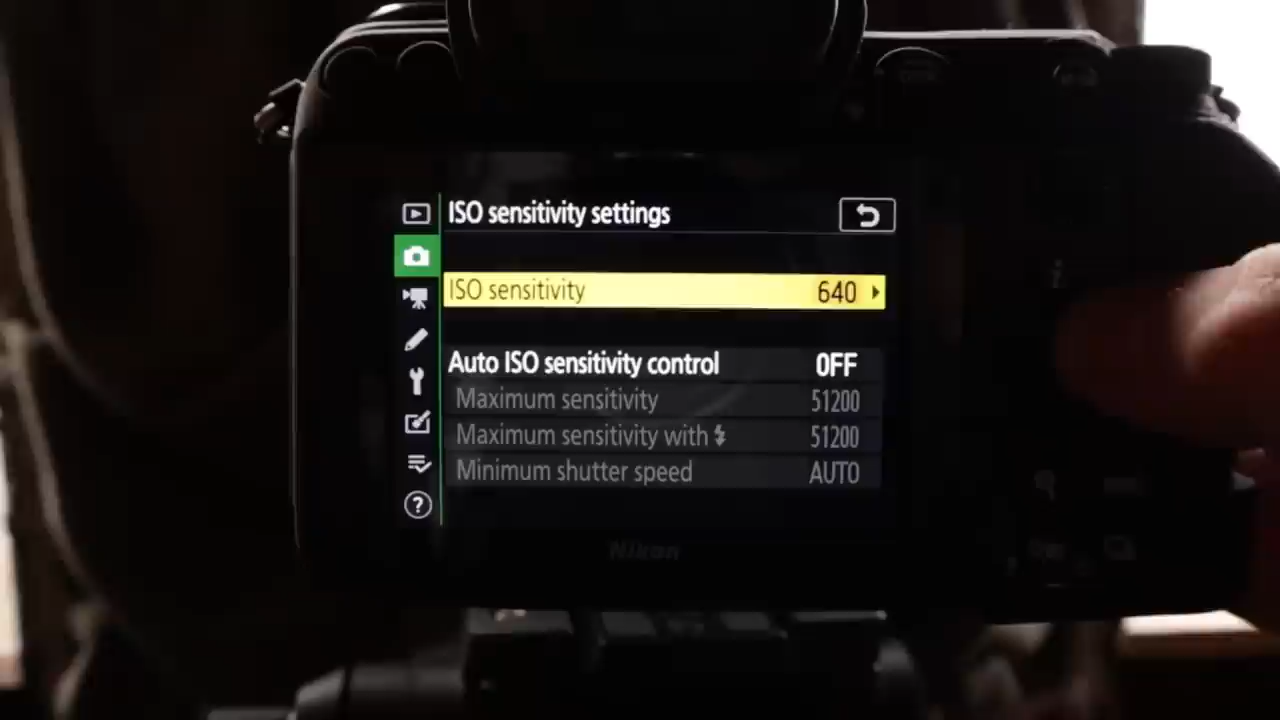 ISO sensitivity settings
ISO sensitivity 640
Auto ISO sensitivity control OFF
Maximum sensitivity 51200
Maximum sensitivity with 51200
Minimum shutter speed AUTO
?
Nikon
i